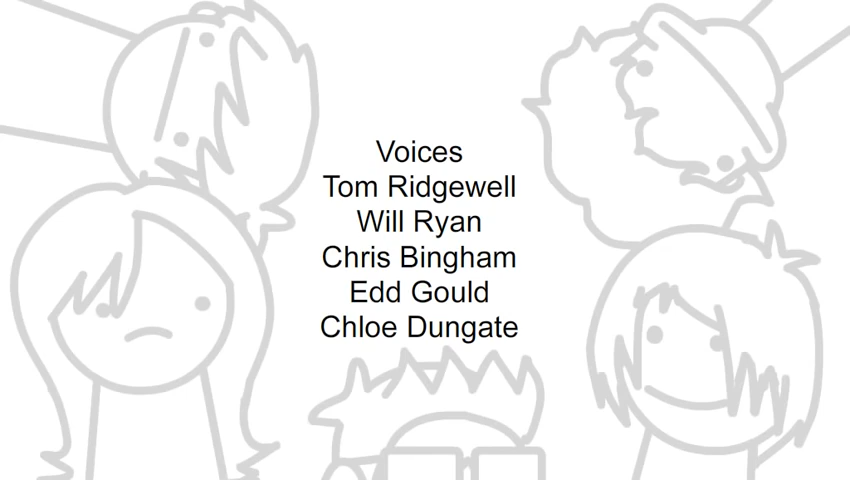 Voices
Tom Ridgewell
Will Ryan
Chris Bingham
Edd Gould
Chloe Dungate